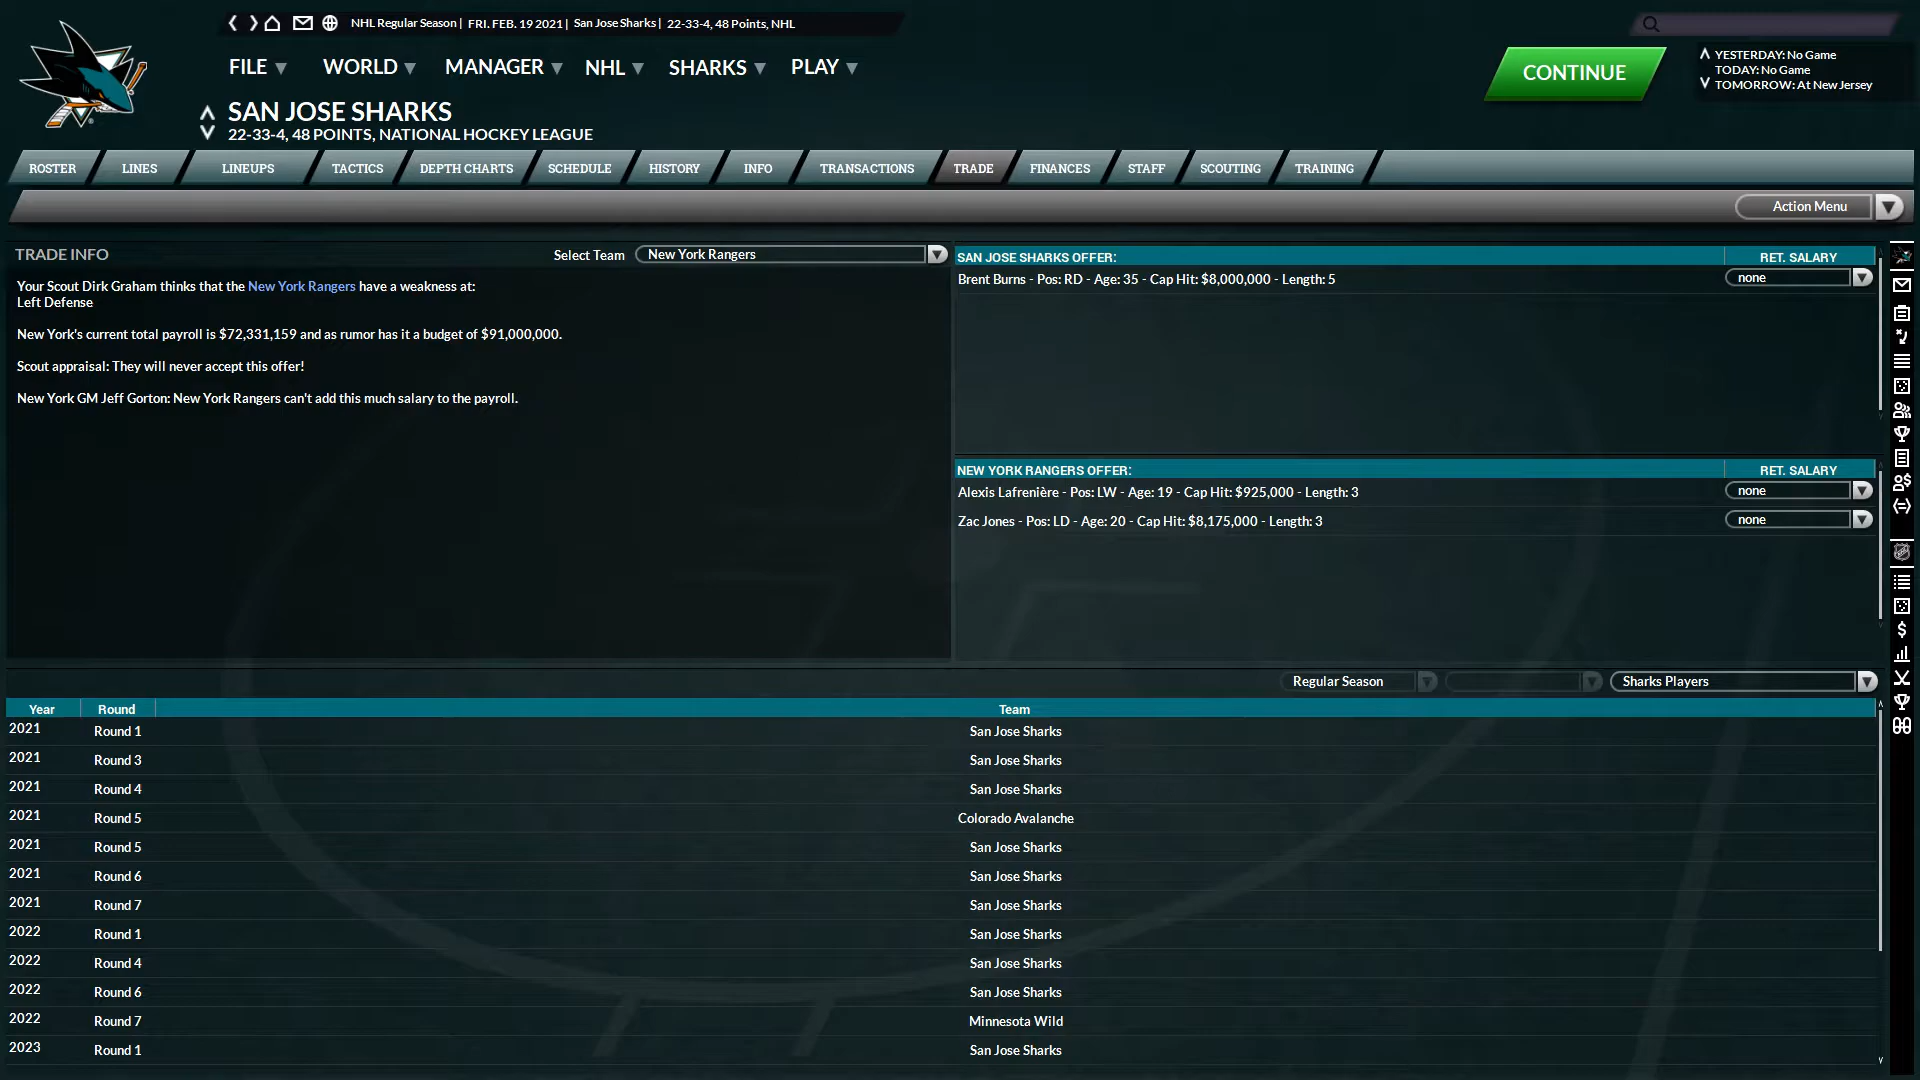 NHL Regular Season | FRI. FEB. 19 2021 | San Jose Sharks | 22-33-4, 48 Points, NHL
FILE WORLD MANAGER NHL SHARKS PLAY
CONTINUE
YESTERDAY: No Game
TODAY: No Game
TOMORROW: At New Jersey
SAN JOSE SHARKS
22-33-4, 48 POINTS, NATIONAL HOCKEY LEAGUE
ROSTER LINES LINEUPS TACTICS DEPTH CHARTS SCHEDULE HISTORY INFO TRANSACTIONS TRADE FINANCES STAFF SCOUTING TRAINING
Action Menu
TRADE INFO
Select Team New York Rangers
Your Scout Dirk Graham thinks that the New York Rangers have a weakness at:
Left Defense
New York's current total payroll is $72,331,159 and as rumor has it a budget of $91,000,000.
Scout appraisal: They will never accept this offer!
New York GM Jeff Gorton: New York Rangers can't add this much salary to the payroll.
SAN JOSE SHARKS OFFER: RET. SALARY
Brent Burns - Pos: RD - Age: 35 - Cap Hit: $8,000,000 - Length: 5 none
NEW YORK RANGERS OFFER: RET. SALARY
Alexis Lafrenière - Pos: LW - Age: 19 - Cap Hit: $925,000 - Length: 3 none
Zac Jones - Pos: LD - Age: 20 - Cap Hit: $8,175,000 - Length: 3 none
Regular Season Sharks Players
Year Round Team
2021 Round 1 San Jose Sharks
2021 Round 3 San Jose Sharks
2021 Round 4 San Jose Sharks
2021 Round 5 Colorado Avalanche
2021 Round 5 San Jose Sharks
2021 Round 6 San Jose Sharks
2021 Round 7 San Jose Sharks
2022 Round 1 San Jose Sharks
2022 Round 4 San Jose Sharks
2022 Round 6 San Jose Sharks
2022 Round 7 Minnesota Wild
2023 Round 1 San Jose Sharks